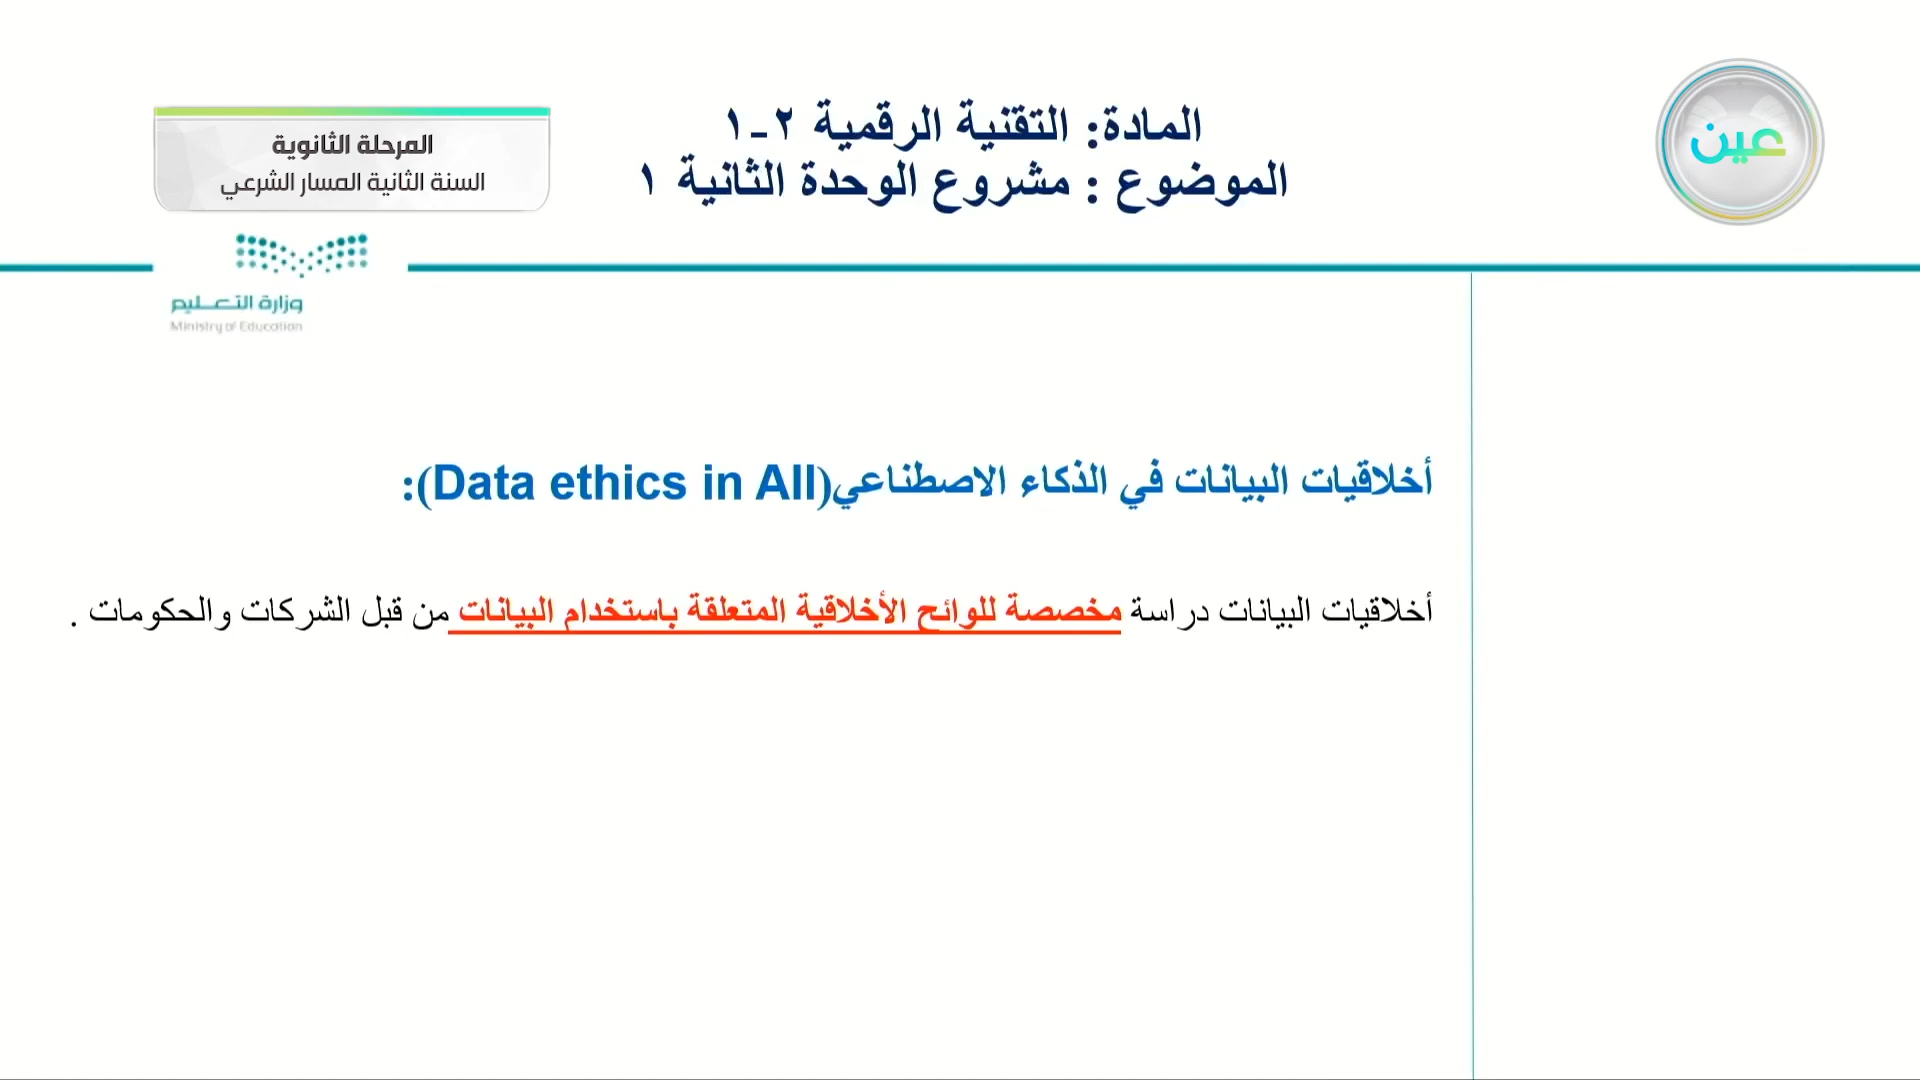 عين
المادة: التقنية الرقمية ٢-١
الموضوع : مشروع الوحدة الثانية ١
المرحلة الثانوية
السنة الثانية المسار الشرعي
وزارة التعـــليم
Ministry of Education
أخلاقيات البيانات في الذكاء الاصطناعي(Data ethics in AIl):
أخلاقيات البيانات دراسة مخصصة للوائح الأخلاقية المتعلقة باستخدام البيانات من قبل الشركات والحكومات .